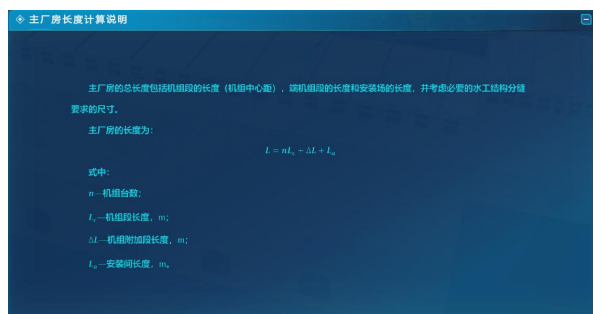 主厂房长度计算说明
主厂房的总长度包括机组段的长度（机组中心距），端机组段的长度和安装场的长度，并考虑必要的水工结构分缝
要求的尺寸。
主厂房的长度为：
L = nLc + ΔL + La
式中：
n—机组台数；
Lc—机组段长度，m；
ΔL—机组附加段长度，m；
La—安装间长度，m。